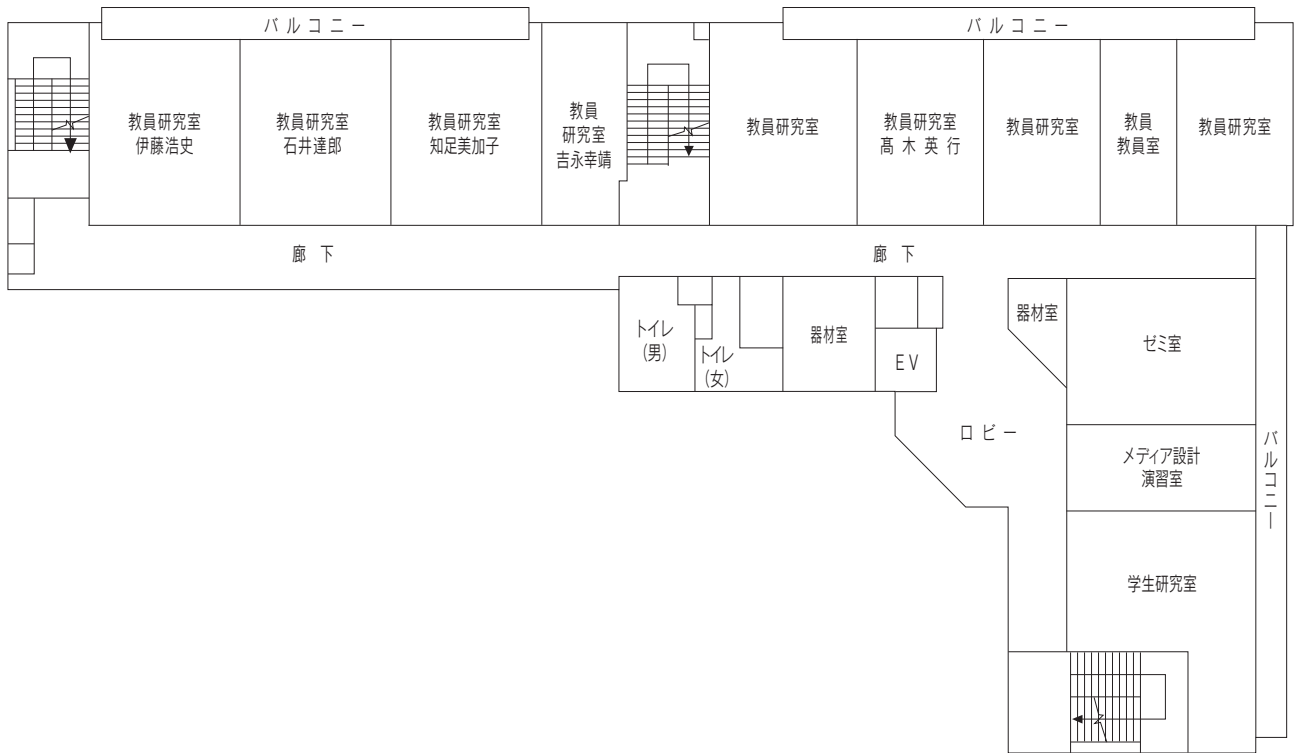 バルコニー
バルコニー
教員研究室
伊藤浩史
教員研究室
石井達郎
教員研究室
知足美加子
教員
研究室
吉永幸靖
教員研究室
教員研究室
髙木英行
教員研究室
教員
教員室
教員研究室
廊下
廊下
トイレ
(男)
トイレ
(女)
器材室
EV
器材室
ゼミ室
ロビー
メディア設計
演習室
バルコニー
学生研究室